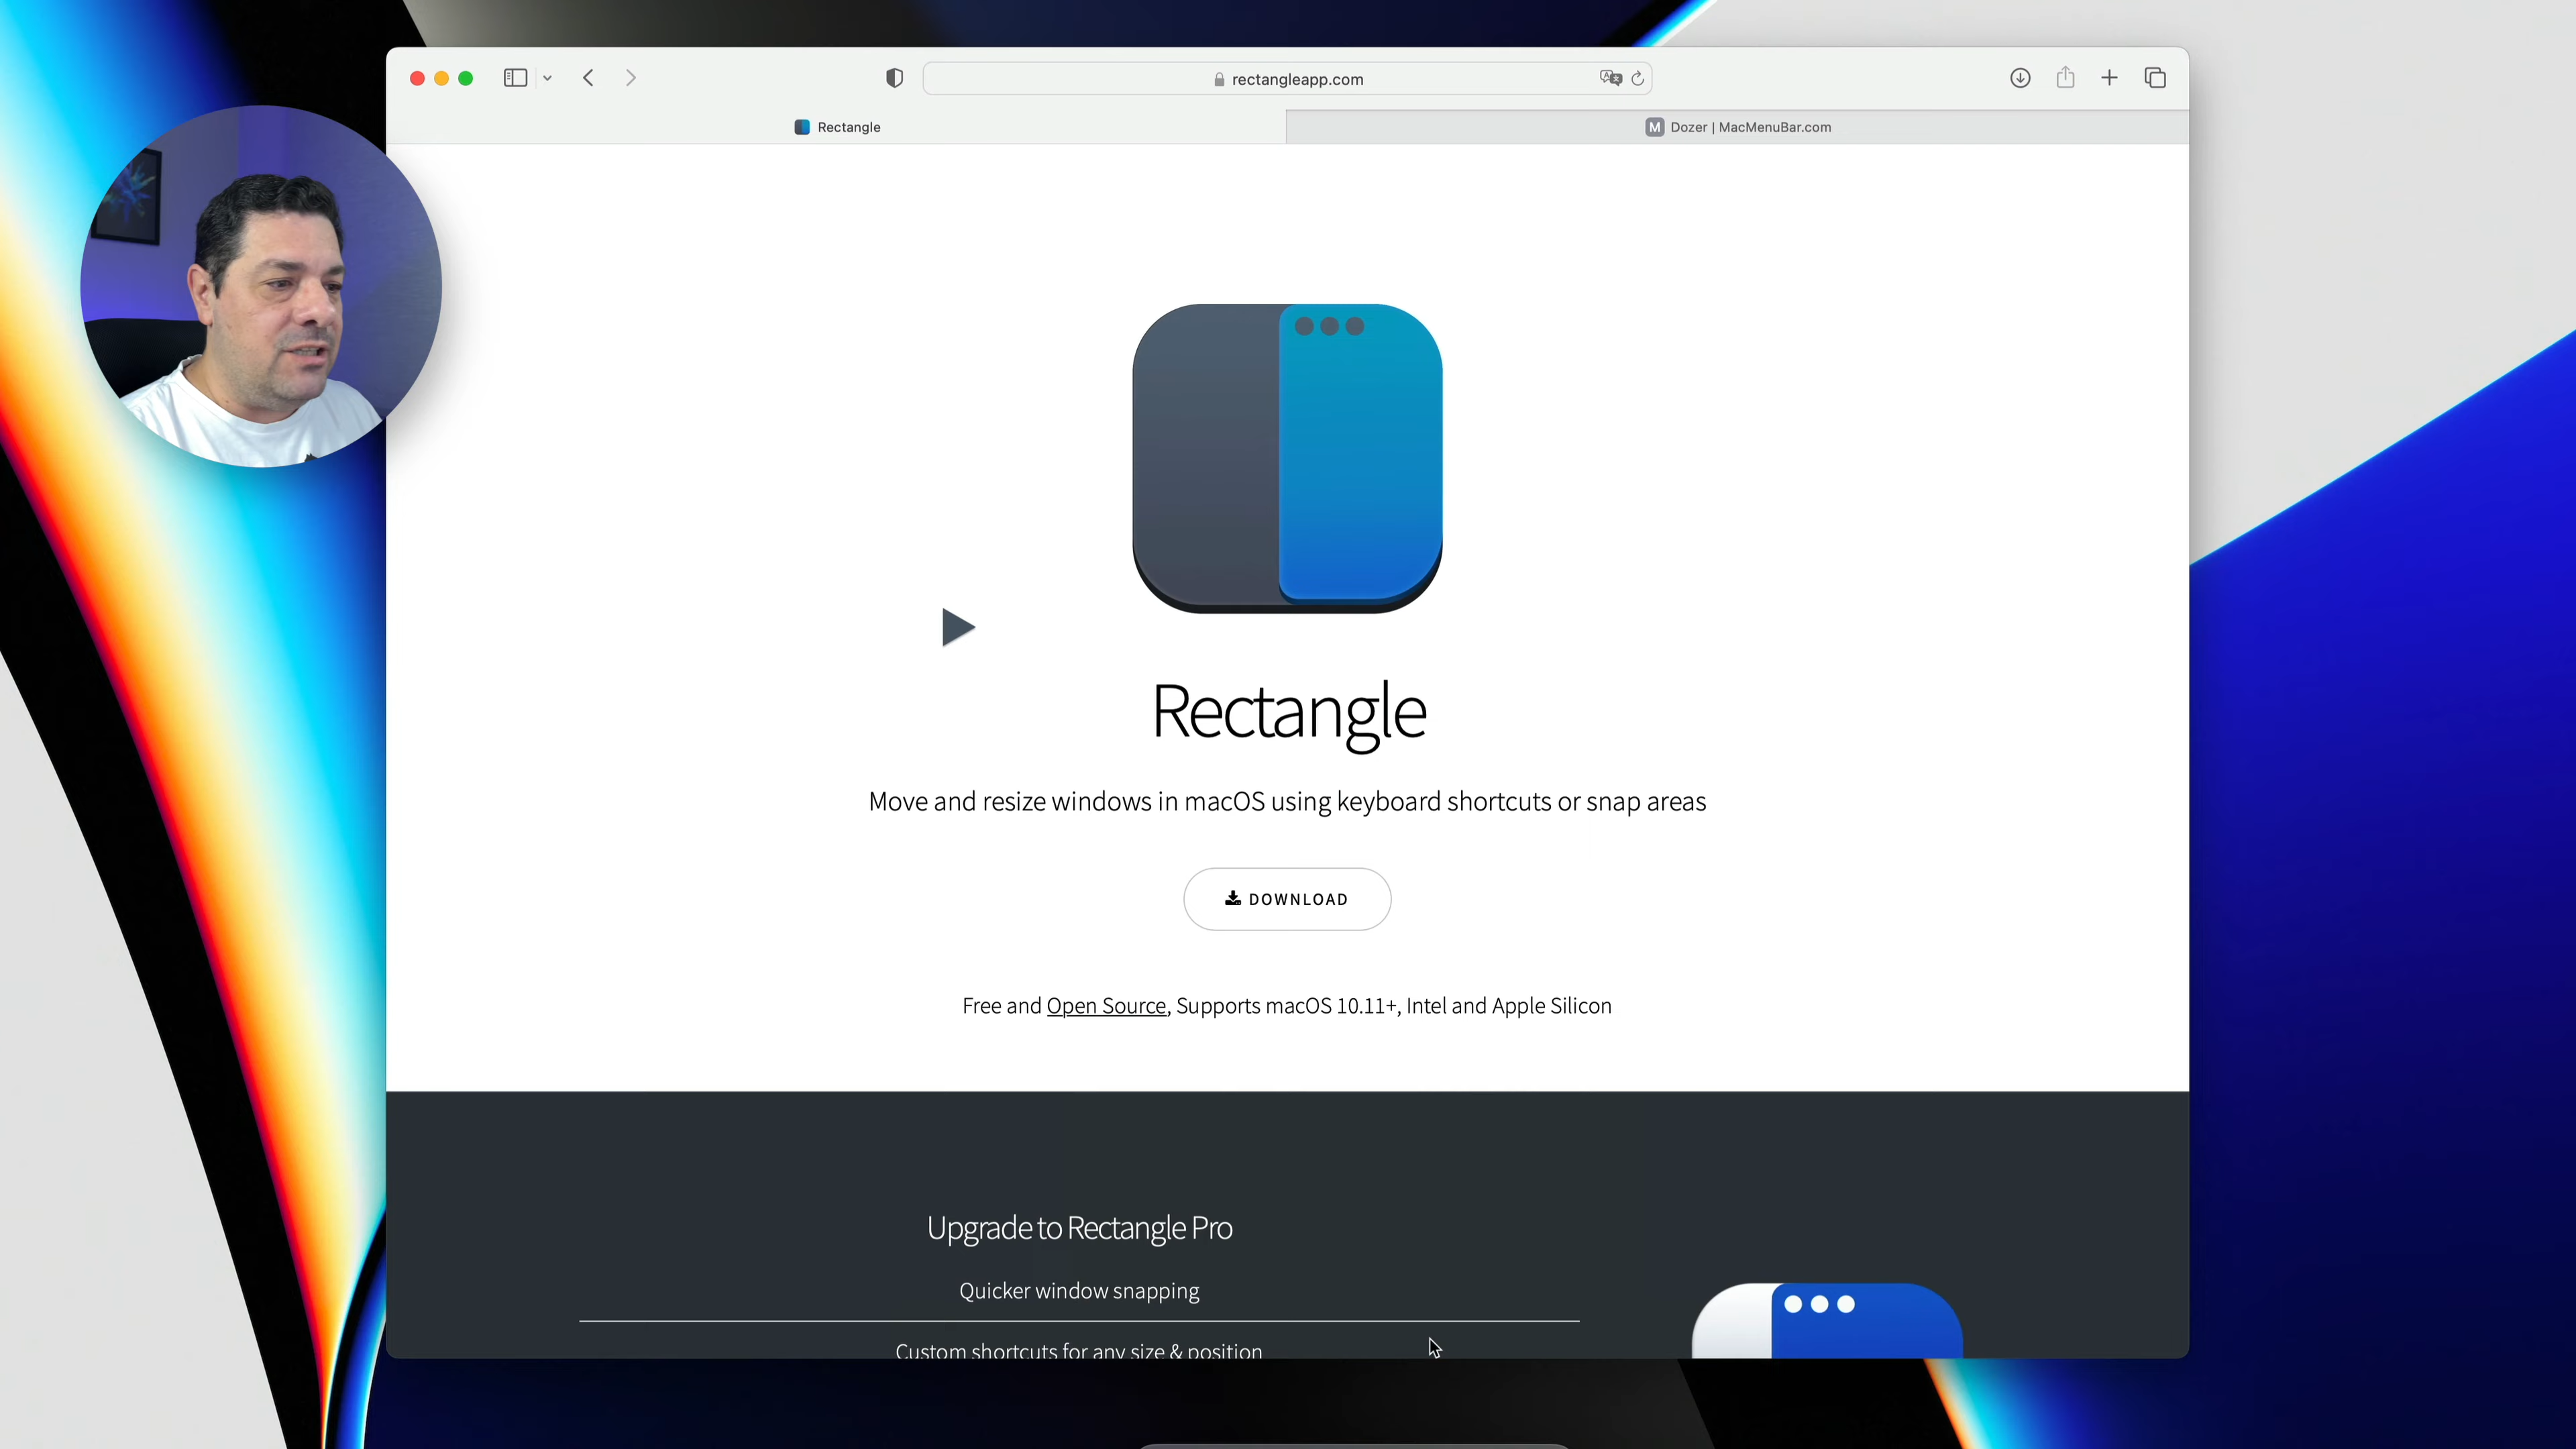 rectangleapp.com
Rectangle
M Dozer | MacMenuBar.com
Rectangle
Move and resize windows in macOS using keyboard shortcuts or snap areas
DOWNLOAD
Free and Open Source, Supports macOS 10.11+, Intel and Apple Silicon
Upgrade to Rectangle Pro
Quicker window snapping
Custom shortcuts for any size & position